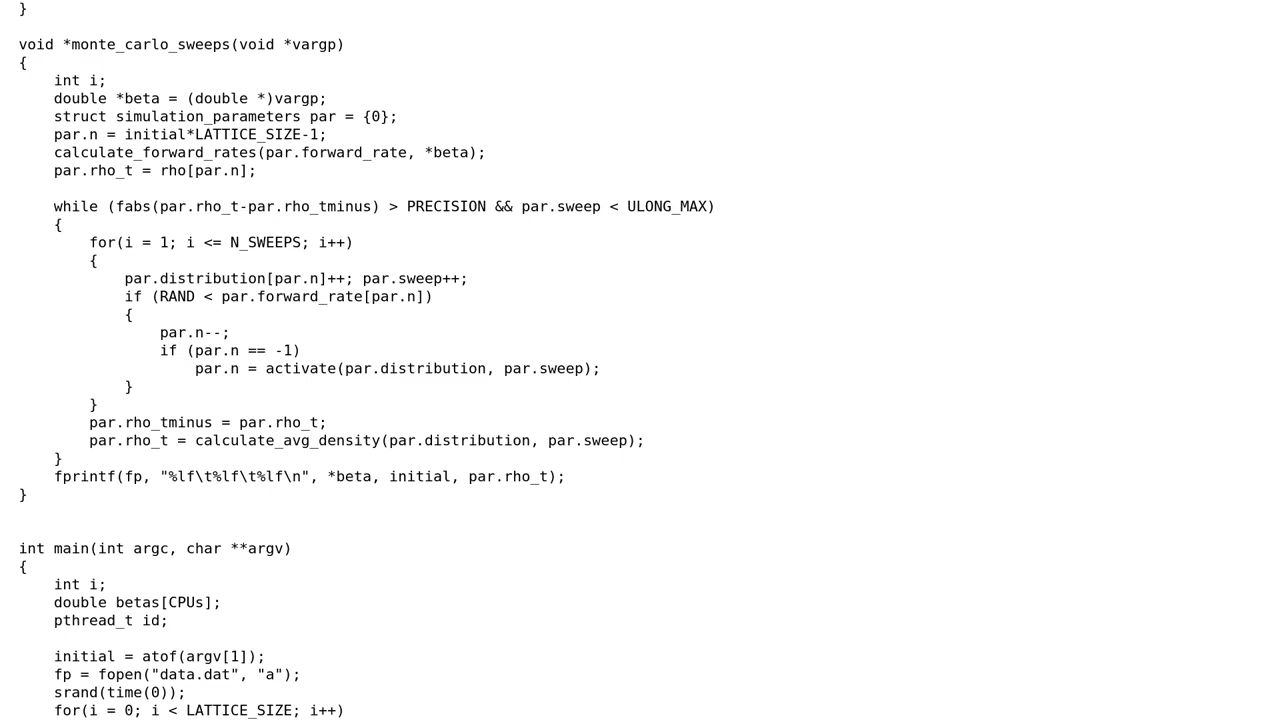 }
void *monte_carlo_sweeps(void *vargp)
{
    int i;
    double *beta = (double *)vargp;
    struct simulation_parameters par = {0};
    par.n = initial*LATTICE_SIZE-1;
    calculate_forward_rates(par.forward_rate, *beta);
    par.rho_t = rho[par.n];
    while (fabs(par.rho_t-par.rho_tminus) > PRECISION && par.sweep < ULONG_MAX)
    {
        for(i = 1; i <= N_SWEEPS; i++)
        {
            par.distribution[par.n]++; par.sweep++;
            if (RAND < par.forward_rate[par.n])
            {
                par.n--;
                if (par.n == -1)
                    par.n = activate(par.distribution, par.sweep);
            }
        }
        par.rho_tminus = par.rho_t;
        par.rho_t = calculate_avg_density(par.distribution, par.sweep);
    }
    fprintf(fp, "%lf\t%lf\t%lf\n", *beta, initial, par.rho_t);
}
int main(int argc, char **argv)
{
    int i;
    double betas[CPUs];
    pthread_t id;
    initial = atof(argv[1]);
    fp = fopen("data.dat", "a");
    srand(time(0));
    for(i = 0; i < LATTICE_SIZE; i++)